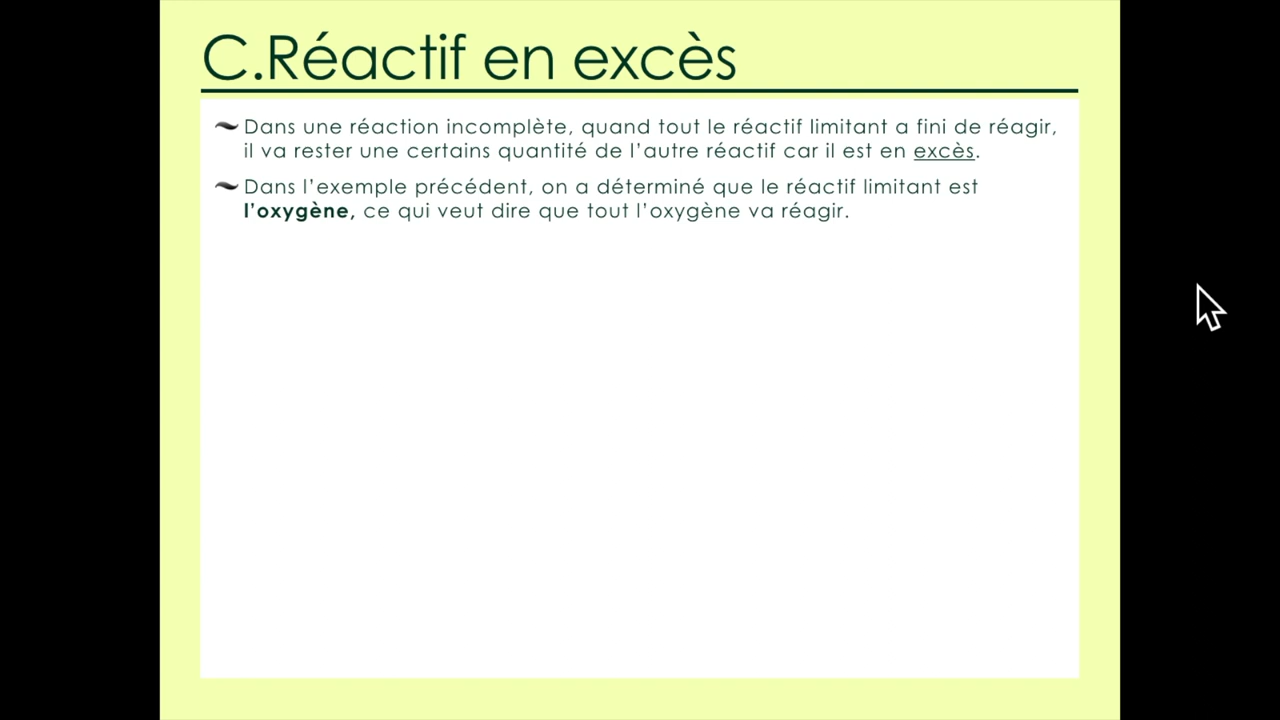 C.Réactif en excès
Dans une réaction incomplète, quand tout le réactif limitant a fini de réagir,
il va rester une certains quantité de l’autre réactif car il est en excès.
Dans l’exemple précédent, on a déterminé que le réactif limitant est
l’oxygène, ce qui veut dire que tout l’oxygène va réagir.